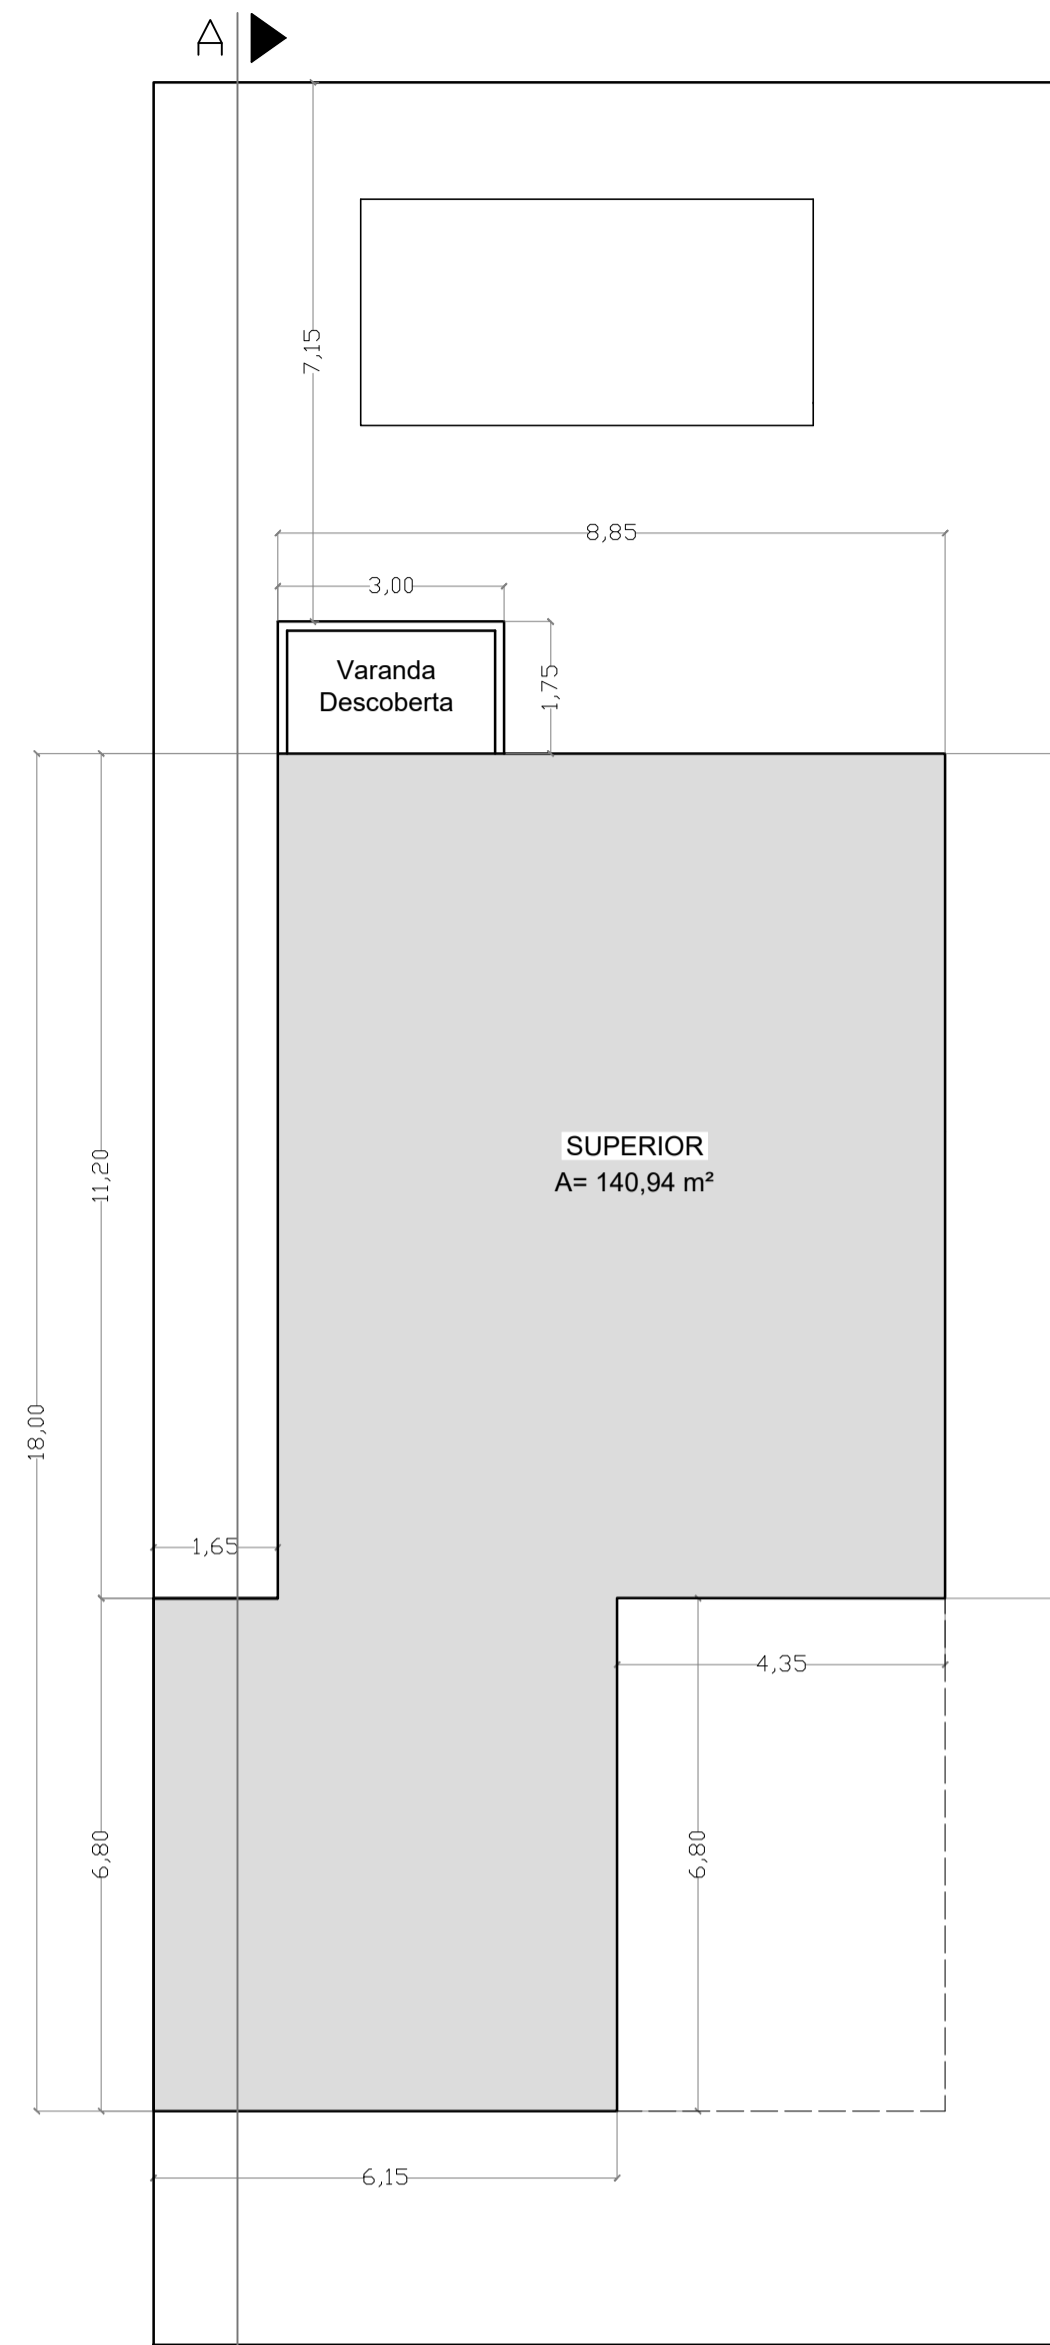 A
7,15
8,85
3,00
Varanda
Descoberta
1,75
SUPERIOR
A= 140,94 m²
11,20
18,00
1,65
4,35
6,80
6,80
6,15